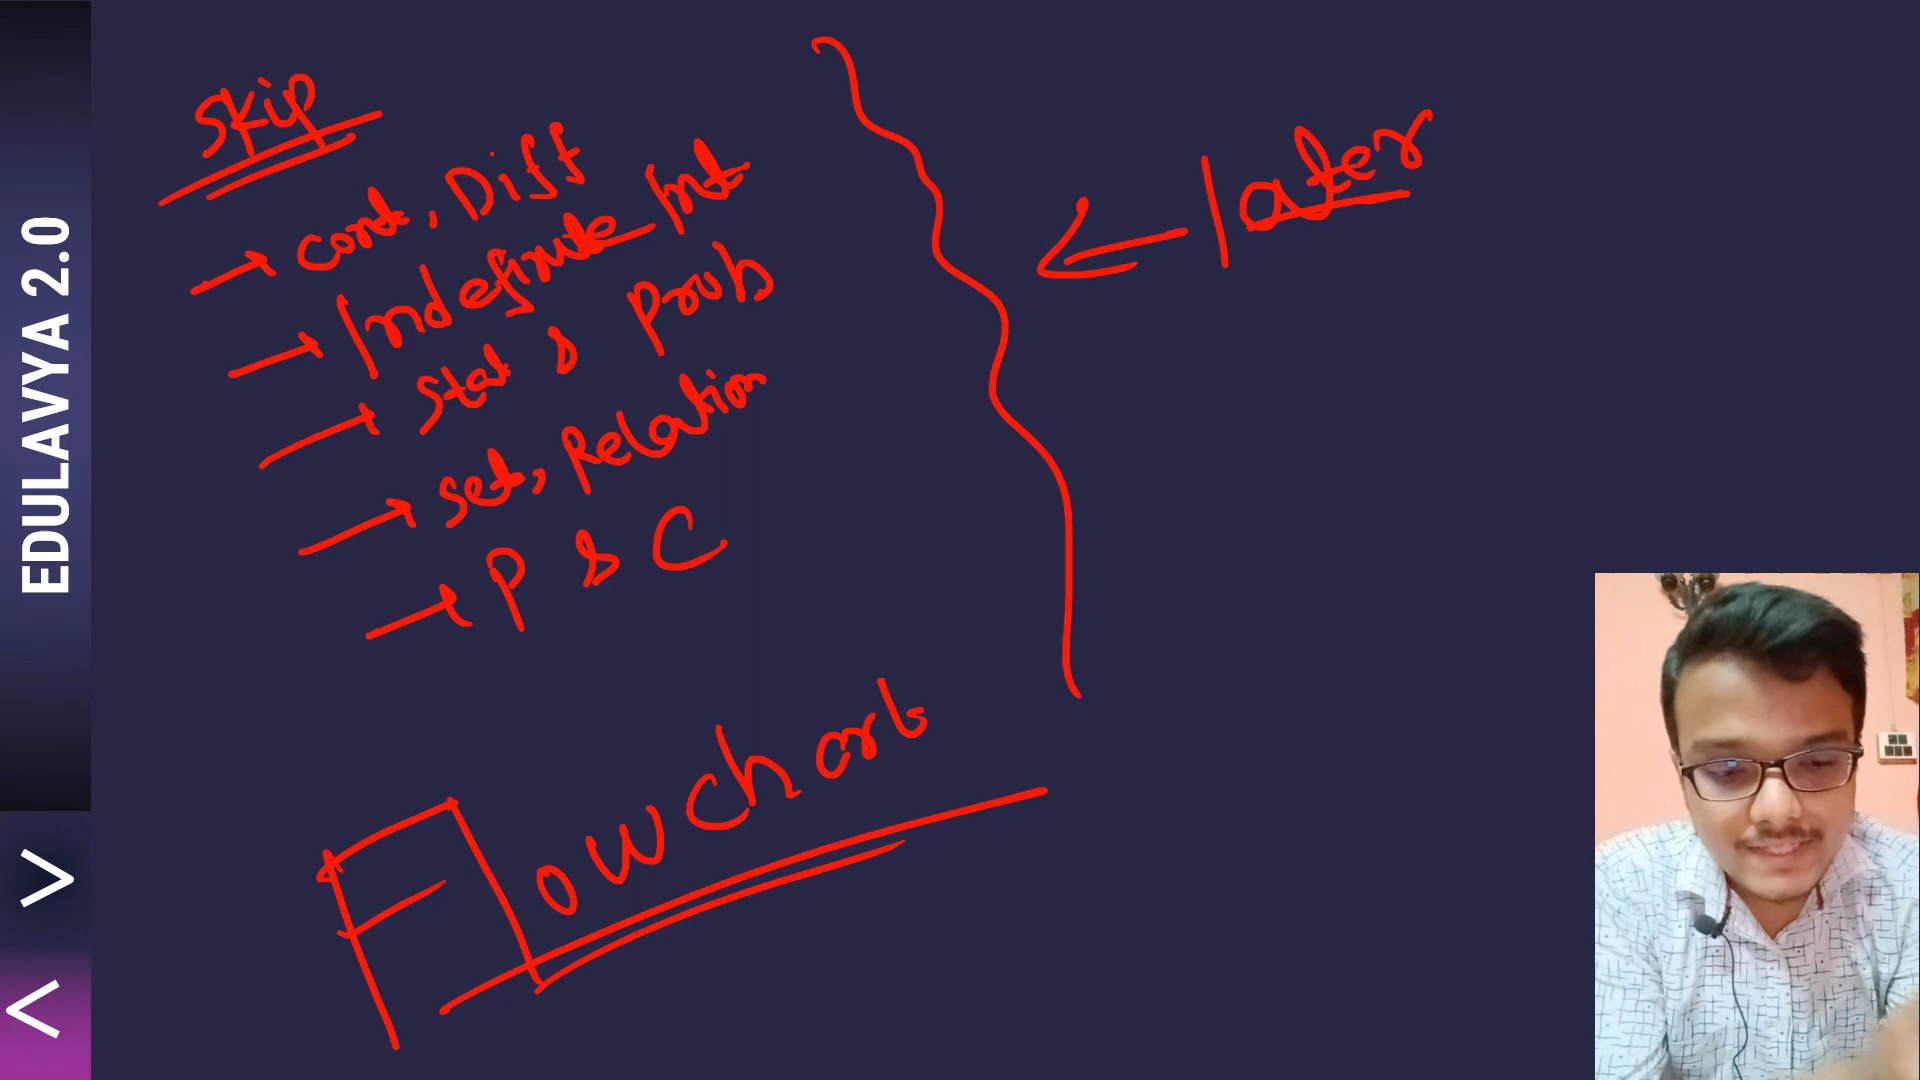 Skip
→ Cont, Diff
→ Indefinite Int
→ Stat & Prob
→ Set, Relation
→ P & C
← later
Flowchart
EDULAVYA 2.0